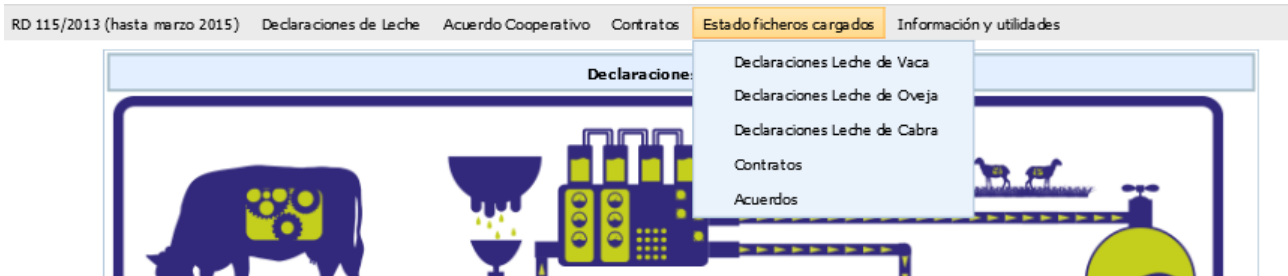 RD 115/2013 (hasta marzo 2015) Declaraciones de Leche Acuerdo Cooperativo Contratos Estado ficheros cargados Información y utilidades
Declaraciones Leche de Vaca
Declaraciones Leche de Oveja
Declaraciones Leche de Cabra
Contratos
Acuerdos
Declaracione